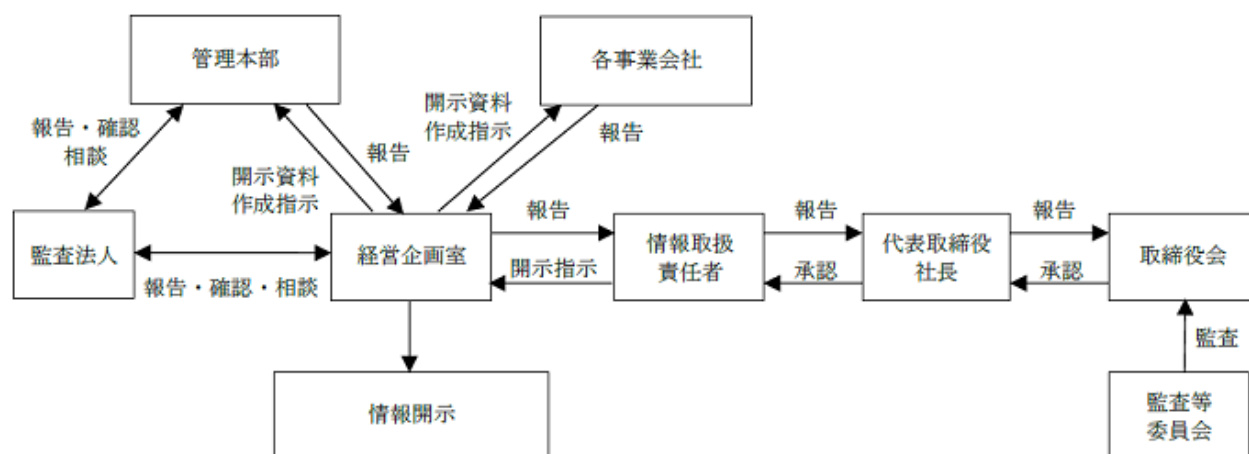 管理本部
各事業会社
報告・確認
相談
報告
開示資料
作成指示
開示資料
作成指示
報告
監査法人
報告・確認・相談
経営企画室
報告
開示指示
情報取扱
責任者
報告
承認
代表取締役
社長
報告
承認
取締役会
監査
情報開示
監査等
委員会